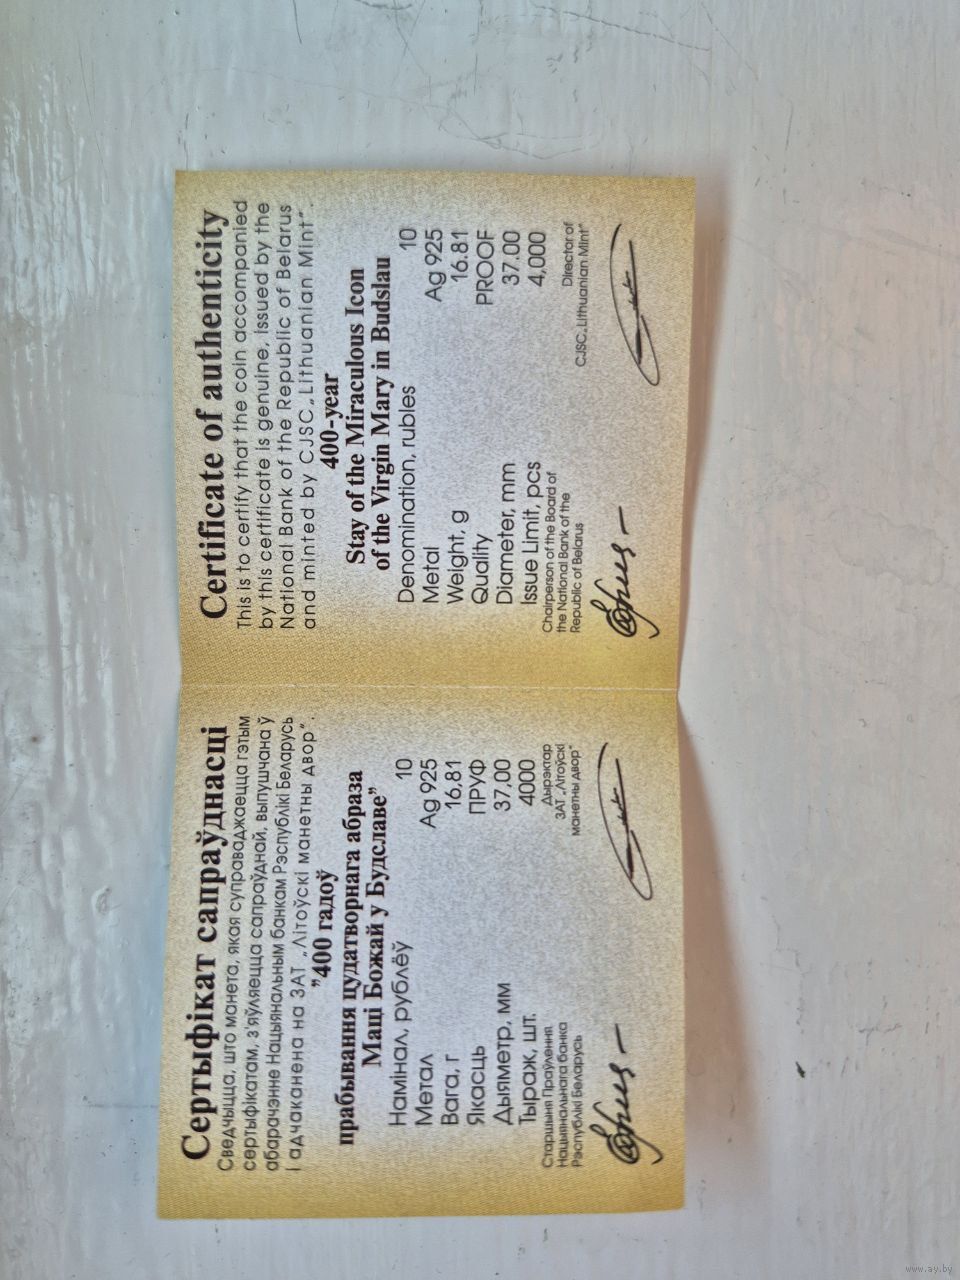 Сертыфікат сапраўднасці
Сведчыцца, што манета, якая суправаджаецца гэтым
сертыфікатам, з'яўляецца сапраўднай, выпушчана ў
абарачэнне Нацыянальным банкам Рэспублікі Беларусь
і адчаканена на ЗАТ „Літоўскі манетны двор".
"400 гадоў
прабывання цудатворнага абраза
Маці Божай у Будславе"
Намінал, рублёў 10
Метал Ag 925
Вага, г 16,81
Якасць ПРУФ
Дыяметр, мм 37,00
Тыраж, шт. 4000
Старшыня Праўлення
Нацыянальнага банка
Рэспублікі Беларусь
Дырэктар
ЗАТ „Літоўскі
манетны двор"
Certificate of authenticity
This is to certify that the coin accompanied
by this certificate is genuine, issued by the
National Bank of the Republic of Belarus
and minted by CJSC „Lithuanian Mint".
400-year
Stay of the Miraculous Icon
of the Virgin Mary in Budslau
Denomination, rubles 10
Metal Ag 925
Weight, g 16.81
Quality PROOF
Diameter, mm 37.00
Issue Limit, pcs 4,000
Chairperson of the Board of
the National Bank of the
Republic of Belarus
Director of
CJSC „Lithuanian Mint"
www.ay.by